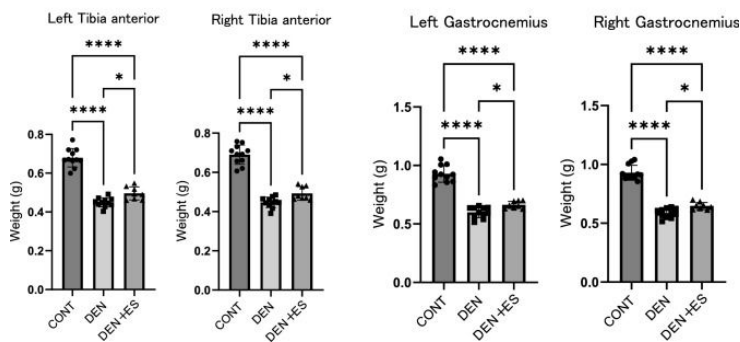 Left Tibia anterior
****
*
****
Weight (g)
0.8
0.6
0.4
0.2
0.0
CONT
DEN
DEN+ES
Right Tibia anterior
****
*
****
Weight (g)
0.8
0.6
0.4
0.2
0.0
CONT
DEN
DEN+ES
Left Gastrocnemius
****
*
****
Weight (g)
1.5
1.0
0.5
0.0
CONT
DEN
DEN+ES
Right Gastrocnemius
****
*
****
Weight (g)
1.5
1.0
0.5
0.0
CONT
DEN
DEN+ES